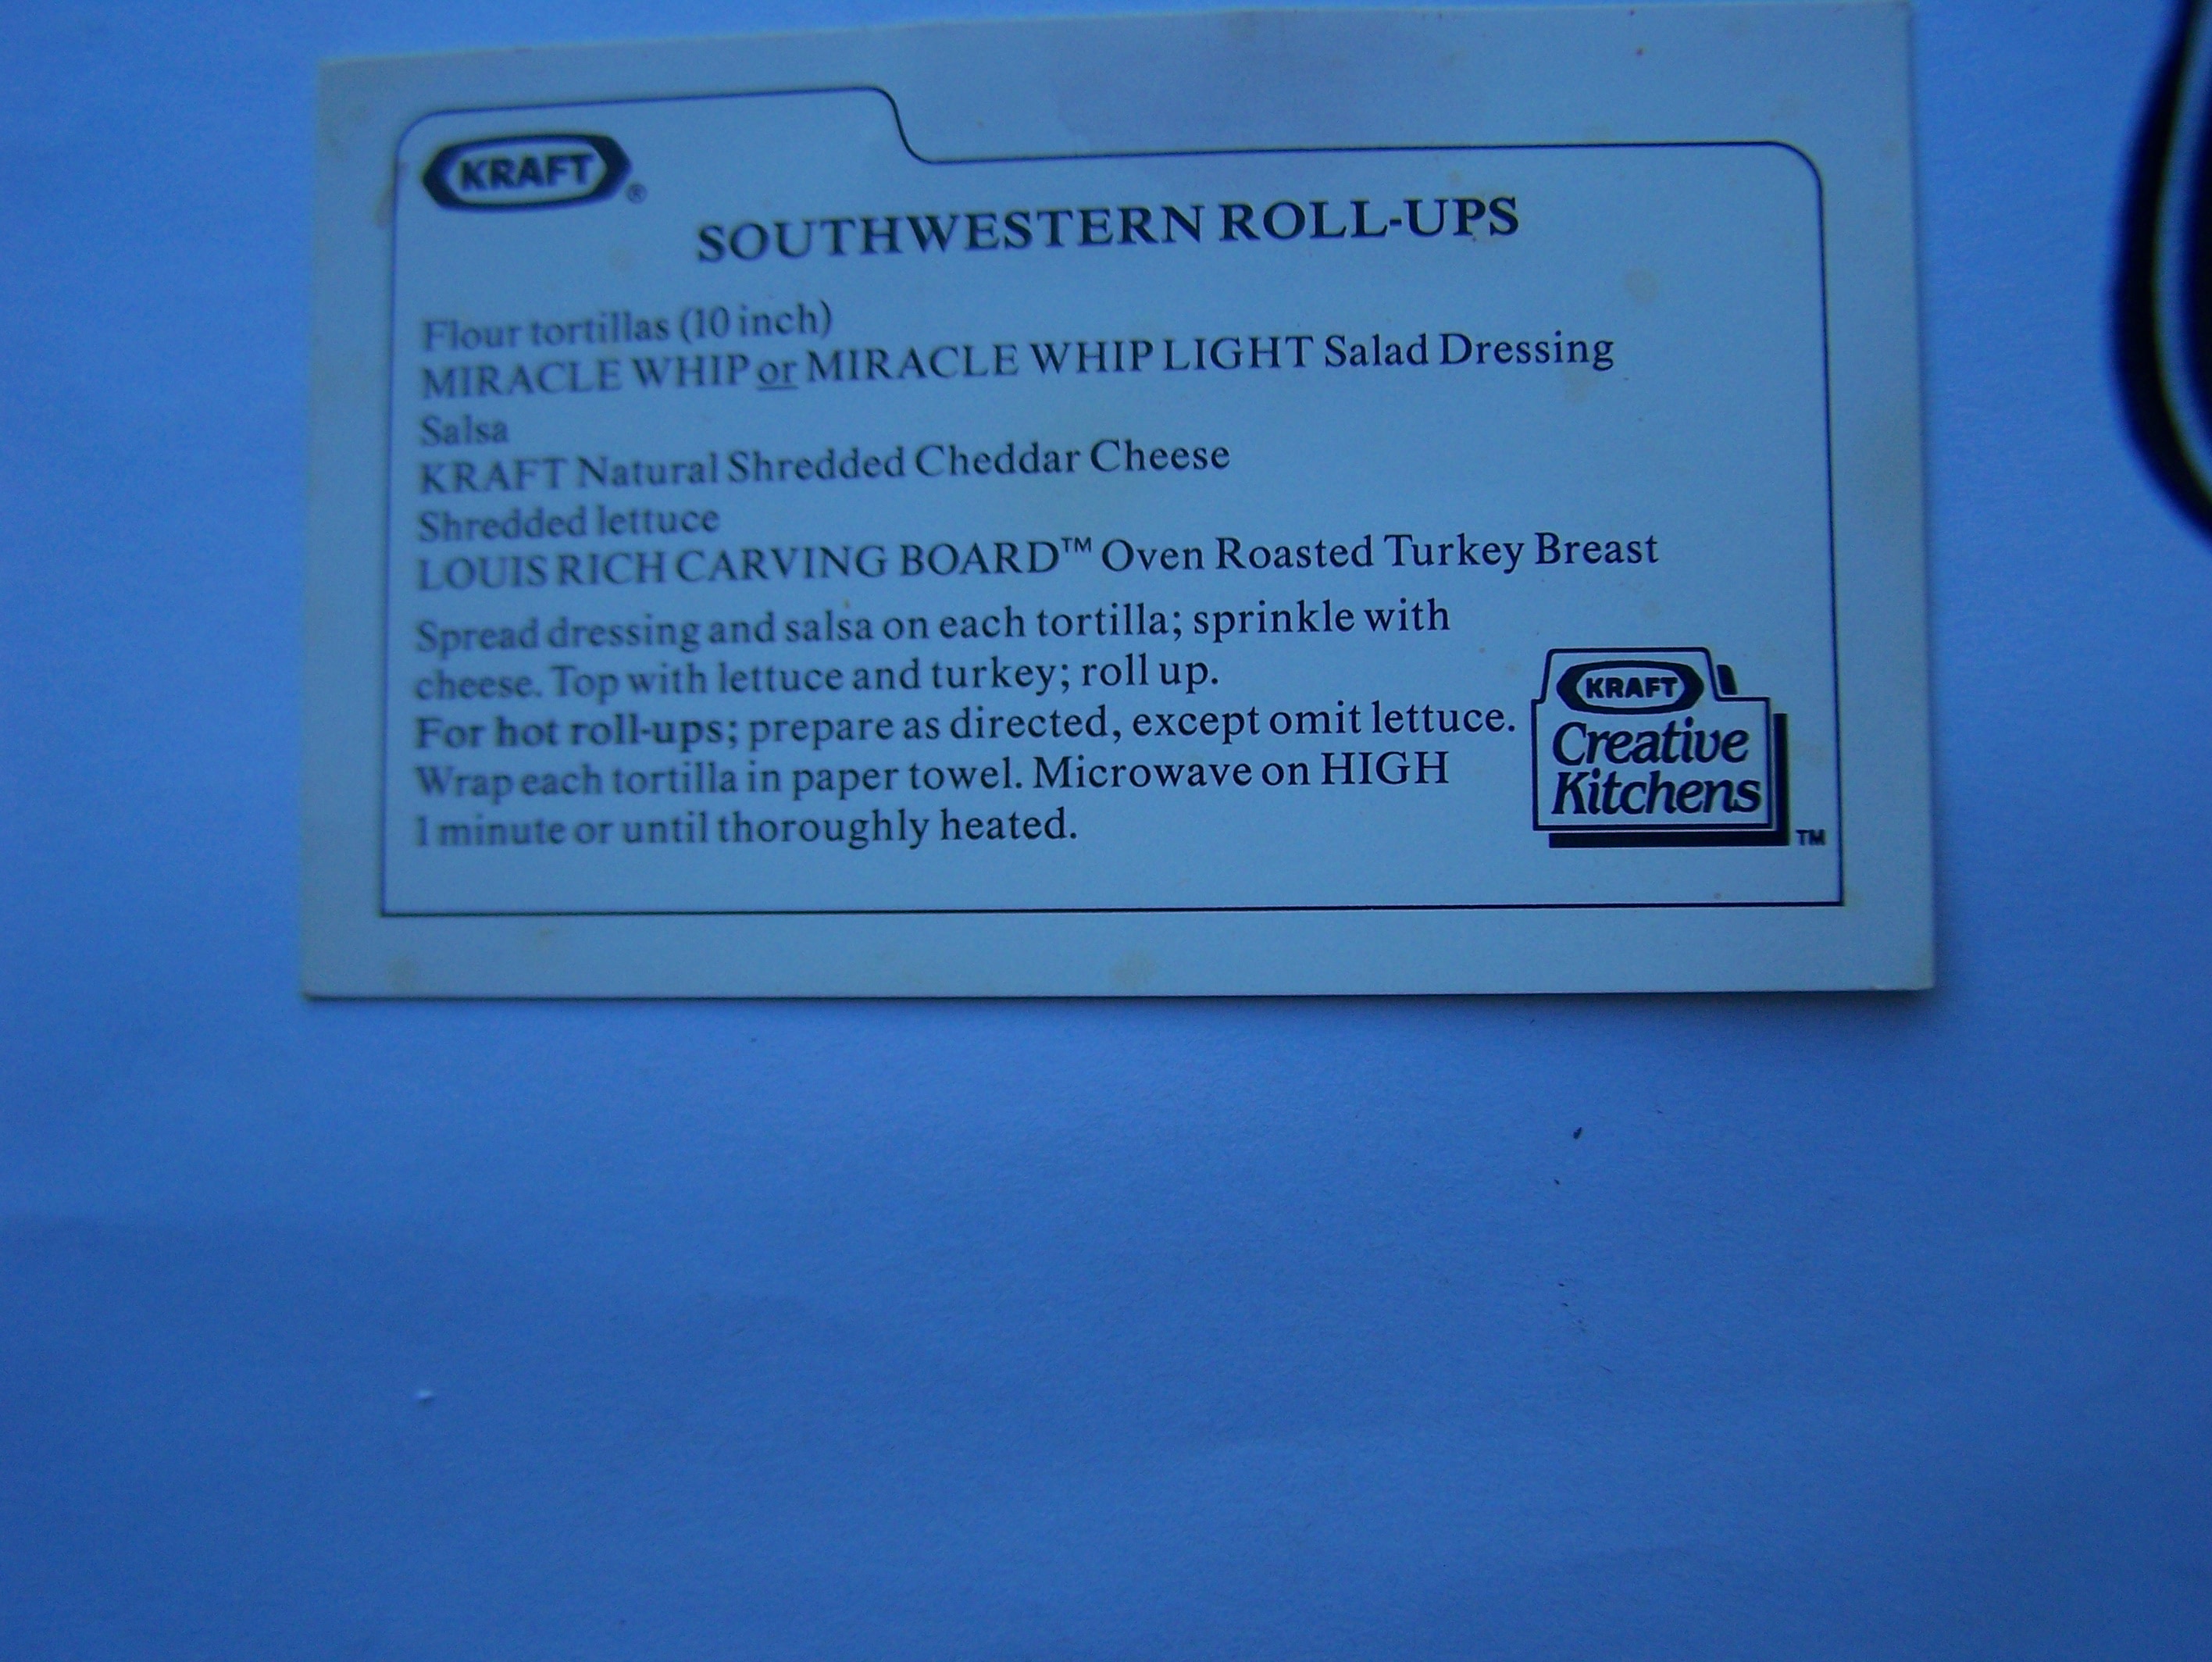 KRAFT ®
SOUTHWESTERN ROLL-UPS
Flour tortillas (10 inch)
MIRACLE WHIP or MIRACLE WHIP LIGHT Salad Dressing
Salsa
KRAFT Natural Shredded Cheddar Cheese
Shredded lettuce
LOUIS RICH CARVING BOARD™ Oven Roasted Turkey Breast
Spread dressing and salsa on each tortilla; sprinkle with
cheese. Top with lettuce and turkey; roll up.
For hot roll-ups; prepare as directed, except omit lettuce.
Wrap each tortilla in paper towel. Microwave on HIGH
1 minute or until thoroughly heated.
KRAFT
Creative
Kitchens
TM